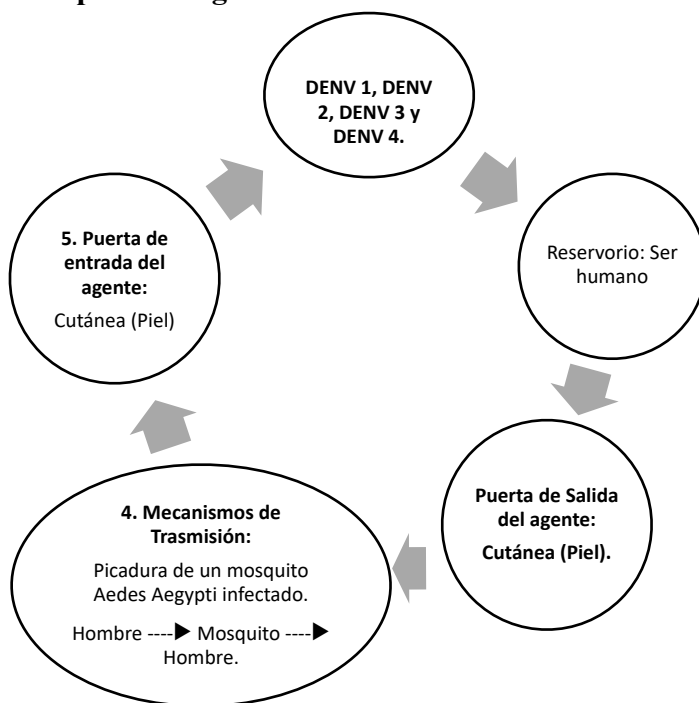 DENV 1, DENV
2, DENV 3 y
DENV 4.
Reservorio: Ser
humano
Puerta de Salida
del agente:
Cutánea (Piel).
4. Mecanismos de
Trasmisión:
Picadura de un mosquito
Aedes Aegypti infectado.
Hombre ----► Mosquito ----►
Hombre.
5. Puerta de
entrada del
agente:
Cutánea (Piel)